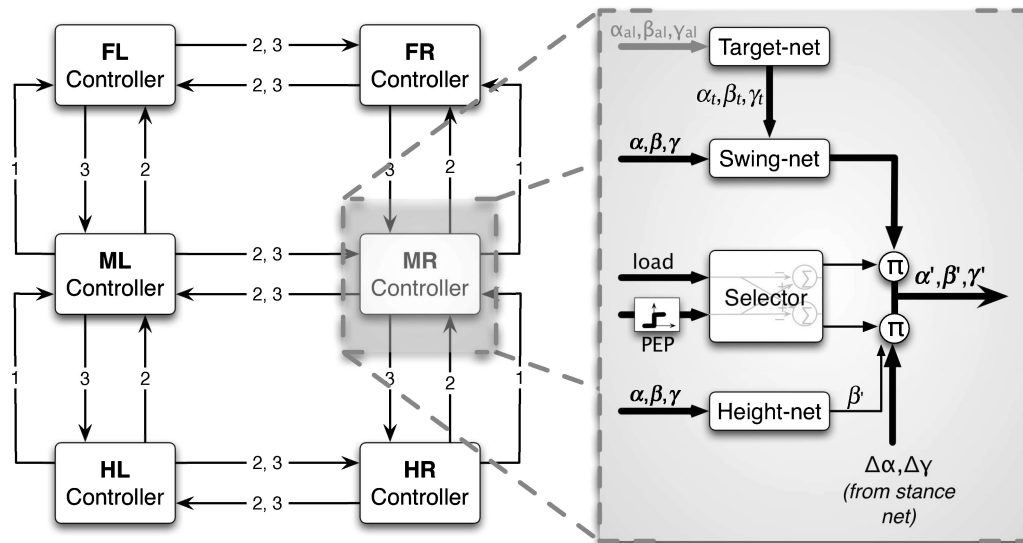 FL
Controller
2, 3
2, 3
FR
Controller
1
3
2
3
2
1
ML
Controller
2, 3
2, 3
MR
Controller
1
3
2
3
2
1
HL
Controller
2, 3
2, 3
HR
Controller
αal,βal,γal
Target-net
αt,βt,γt
α,β,γ
Swing-net
load
Selector
Σ
Σ
PEP
π
π
α',β',γ'
α,β,γ
Height-net
β'
Δα,Δγ
(from stance
net)